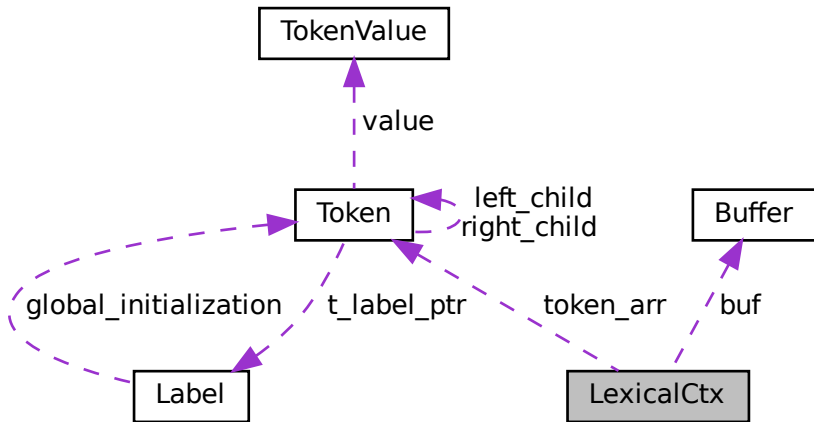 TokenValue
value
Token
left_child
right_child
Buffer
global_initialization
t_label_ptr
token_arr
buf
Label
LexicalCtx